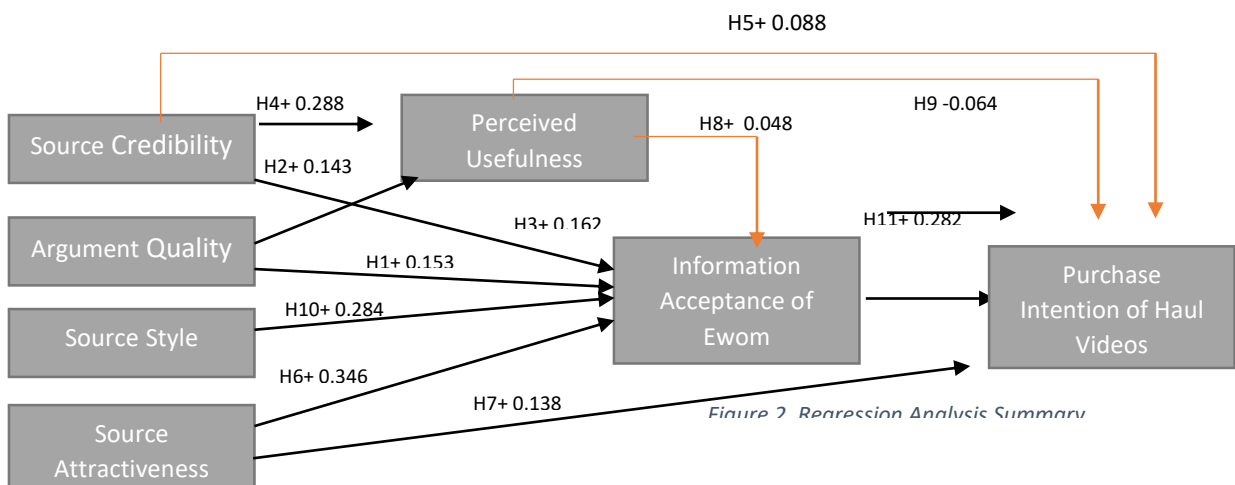 H5+ 0.088
H4+ 0.288
H9 -0.064
Perceived
Usefulness
H8+ 0.048
Source Credibility
H2+ 0.143
H3+ 0.162
H11+ 0.282
Argument Quality
H1+ 0.153
Information
Acceptance of
Ewom
Purchase
Intention of Haul
Videos
H10+ 0.284
Source Style
H6+ 0.346
H7+ 0.138
Figure 2. Regression Analysis Summary
Source
Attractiveness